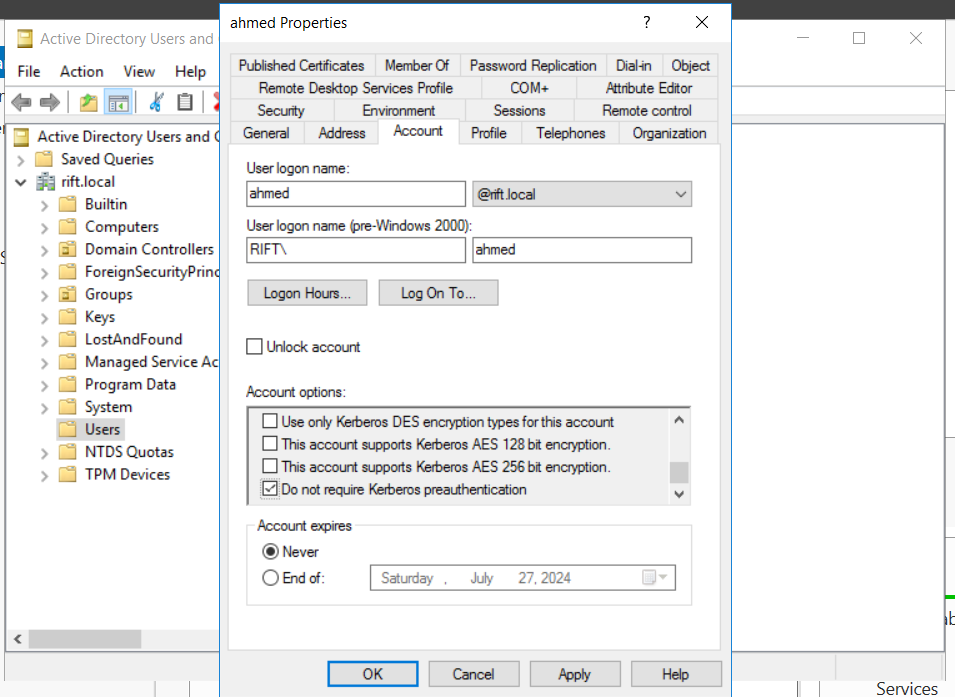 ahmed Properties
?
Active Directory Users and
File Action View Help
Active Directory Users and C
Saved Queries
rift.local
Builtin
Computers
Domain Controllers
ForeignSecurityPrinc
Groups
Keys
LostAndFound
Managed Service Ac
Program Data
System
Users
NTDS Quotas
TPM Devices
Published Certificates Member Of Password Replication Dial-in Object
Remote Desktop Services Profile COM+ Attribute Editor
Security Environment Sessions Remote control
General Address Account Profile Telephones Organization
User logon name:
ahmed @rift.local
User logon name (pre-Windows 2000):
RIFT\ ahmed
Logon Hours... Log On To...
Unlock account
Account options:
Use only Kerberos DES encryption types for this account
This account supports Kerberos AES 128 bit encryption.
This account supports Kerberos AES 256 bit encryption.
Do not require Kerberos preauthentication
Account expires
Never
End of: Saturday , July 27, 2024
OK Cancel Apply Help
Services